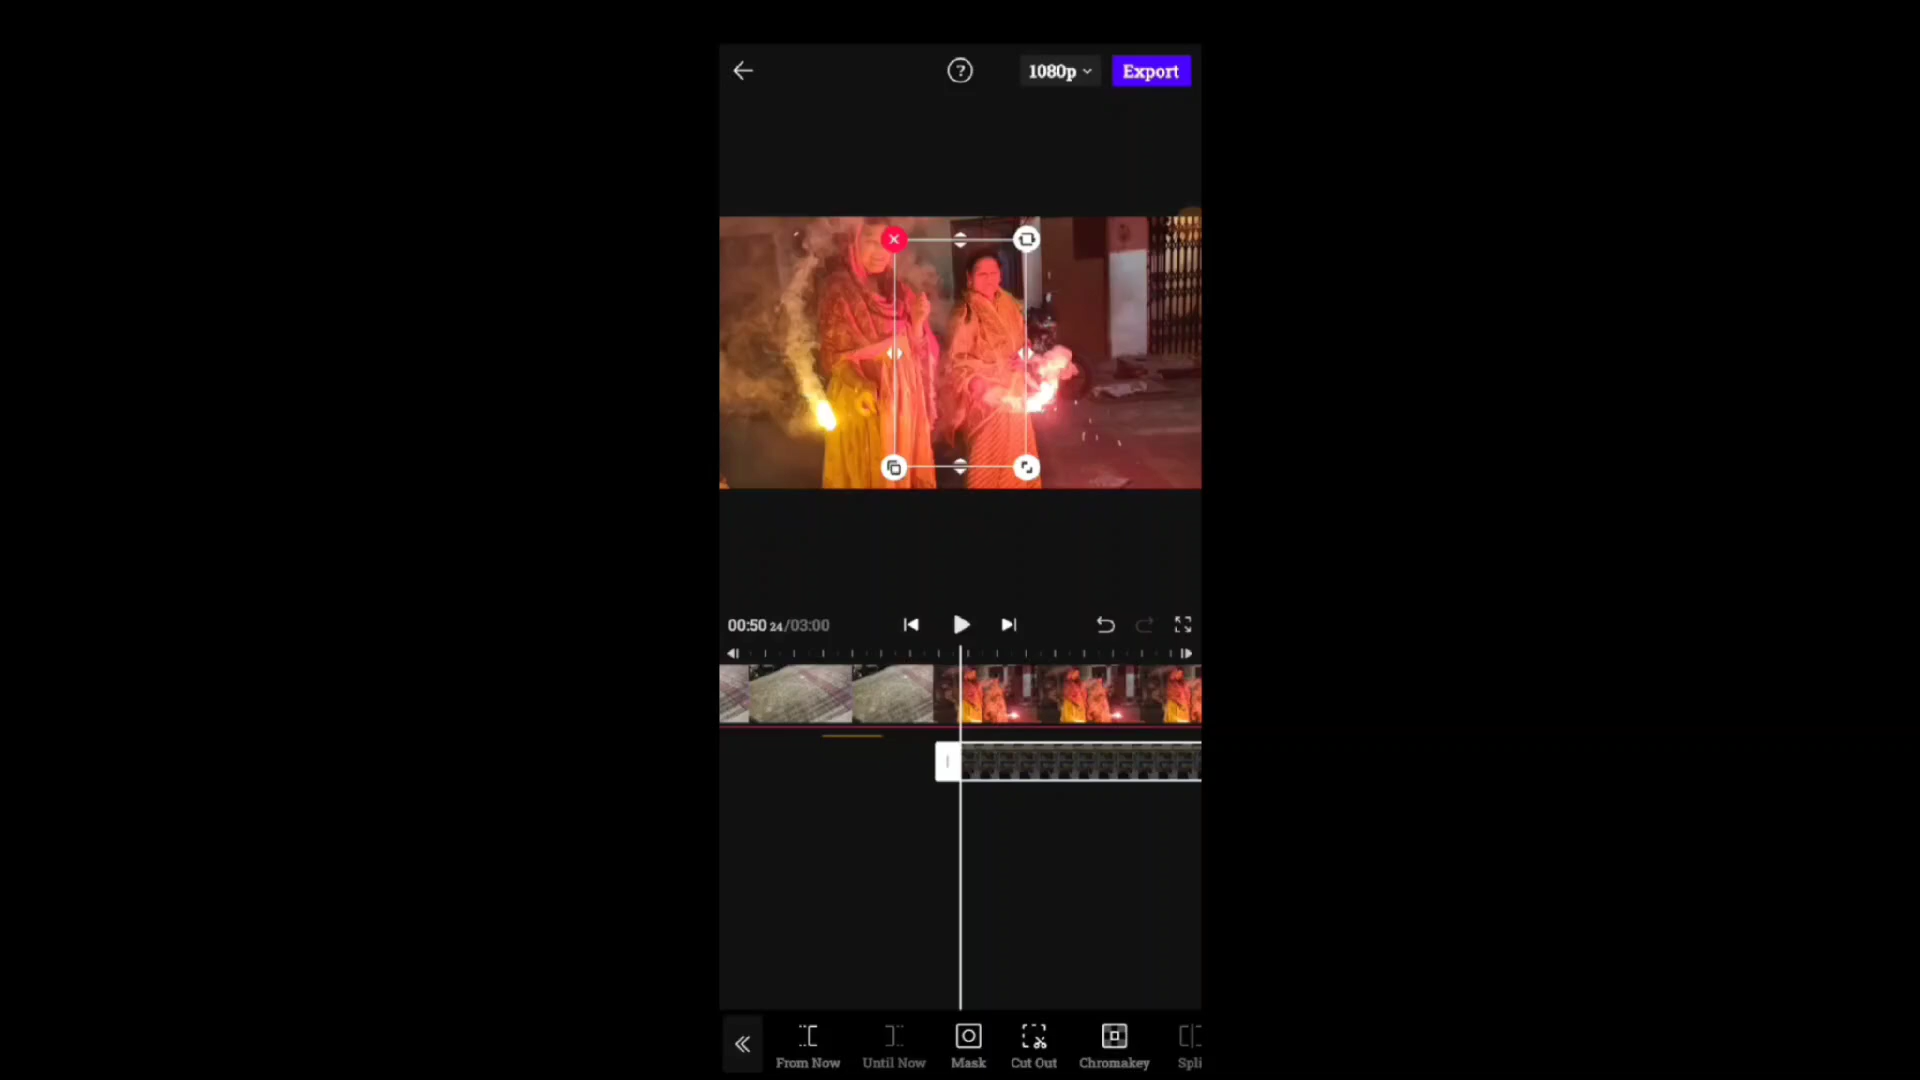 ?
1080p
Export
00:50 24/03:00
From Now
Until Now
Mask
Cut Out
Chromakey
Spli